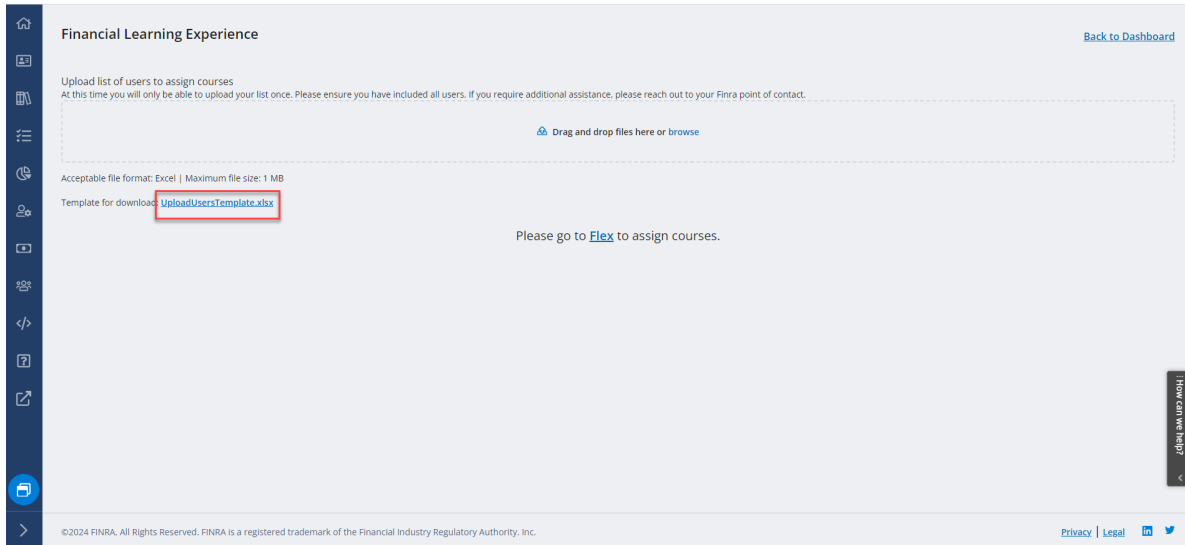 Financial Learning Experience
Back to Dashboard
Upload list of users to assign courses
At this time you will only be able to upload your list once. Please ensure you have included all users. If you require additional assistance, please reach out to your Finra point of contact.
Drag and drop files here or browse
Acceptable file format: Excel | Maximum file size: 1 MB
Template for download: UploadUsersTemplate.xlsx
Please go to Flex to assign courses.
How can we help?
©2024 FINRA, All Rights Reserved. FINRA is a registered trademark of the Financial Industry Regulatory Authority, Inc.
Privacy | Legal